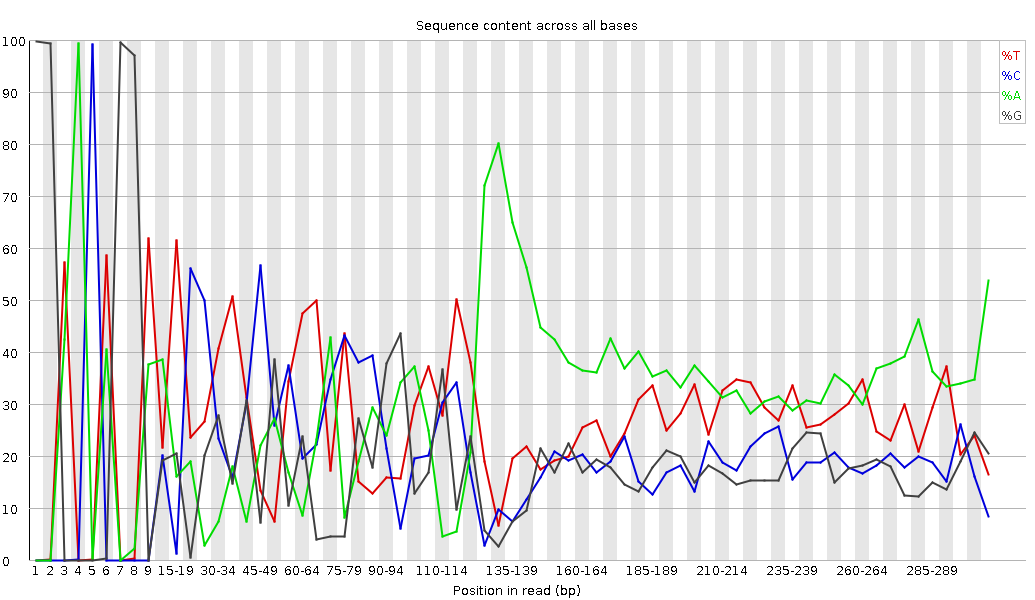 Sequence content across all bases
%T
%C
%A
%G
100
90
80
70
60
50
40
30
20
10
0
1 2 3 4 5 6 7 8 9 15-19 30-34 45-49 60-64 75-79 90-94 110-114 135-139 160-164 185-189 210-214 235-239 260-264 285-289
Position in read (bp)